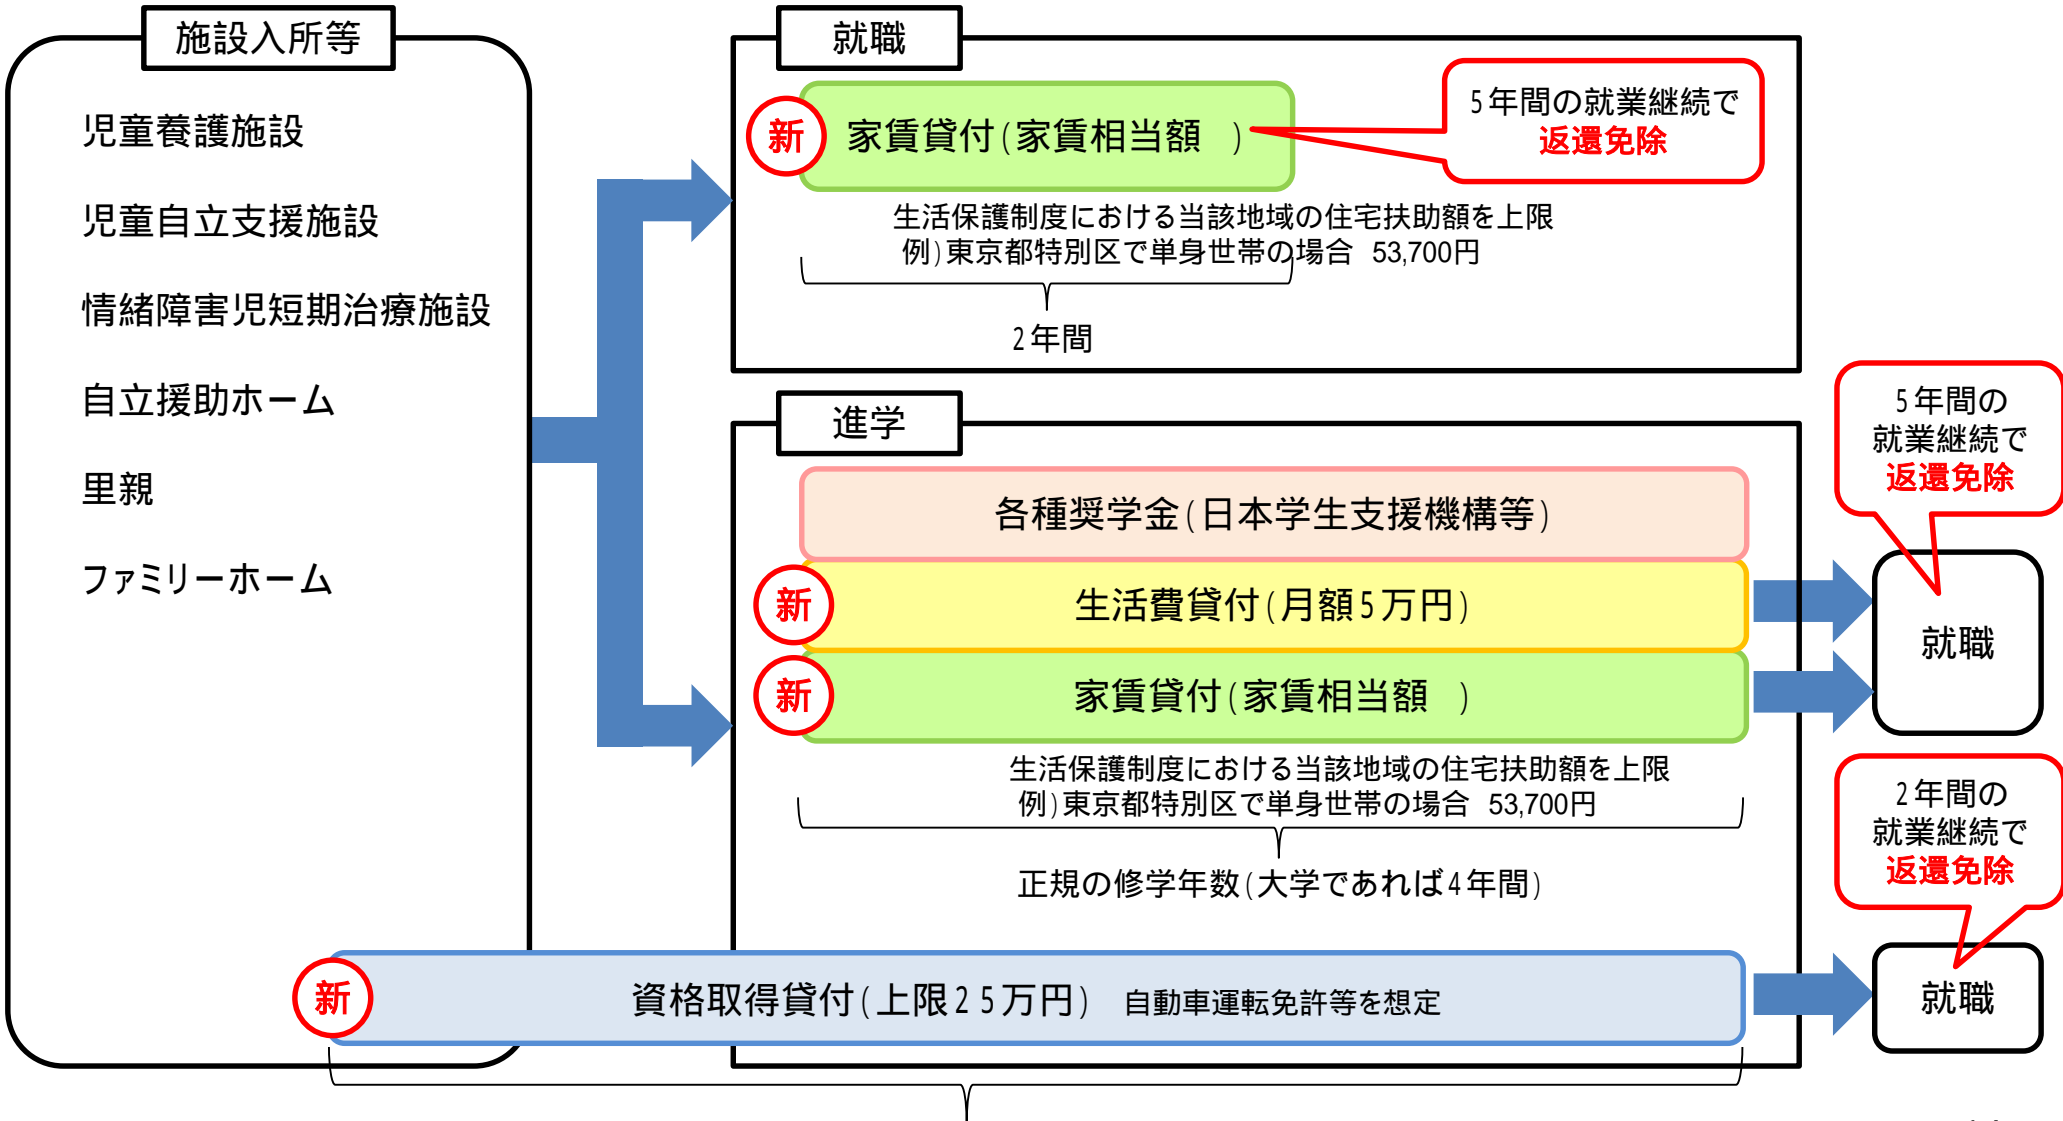 施設入所等
児童養護施設
児童自立支援施設
情緒障害児短期治療施設
自立援助ホーム
里親
ファミリーホーム
就職
新
家賃貸付(家賃相当額　)
5年間の就業継続で
返還免除
生活保護制度における当該地域の住宅扶助額を上限
例)東京都特別区で単身世帯の場合 53,700円
2年間
進学
各種奨学金(日本学生支援機構等)
新
生活費貸付(月額5万円)
新
家賃貸付(家賃相当額　)
生活保護制度における当該地域の住宅扶助額を上限
例)東京都特別区で単身世帯の場合 53,700円
正規の修学年数(大学であれば4年間)
5年間の
就業継続で
返還免除
就職
新
資格取得貸付(上限25万円)　自動車運転免許等を想定
2年間の
就業継続で
返還免除
就職